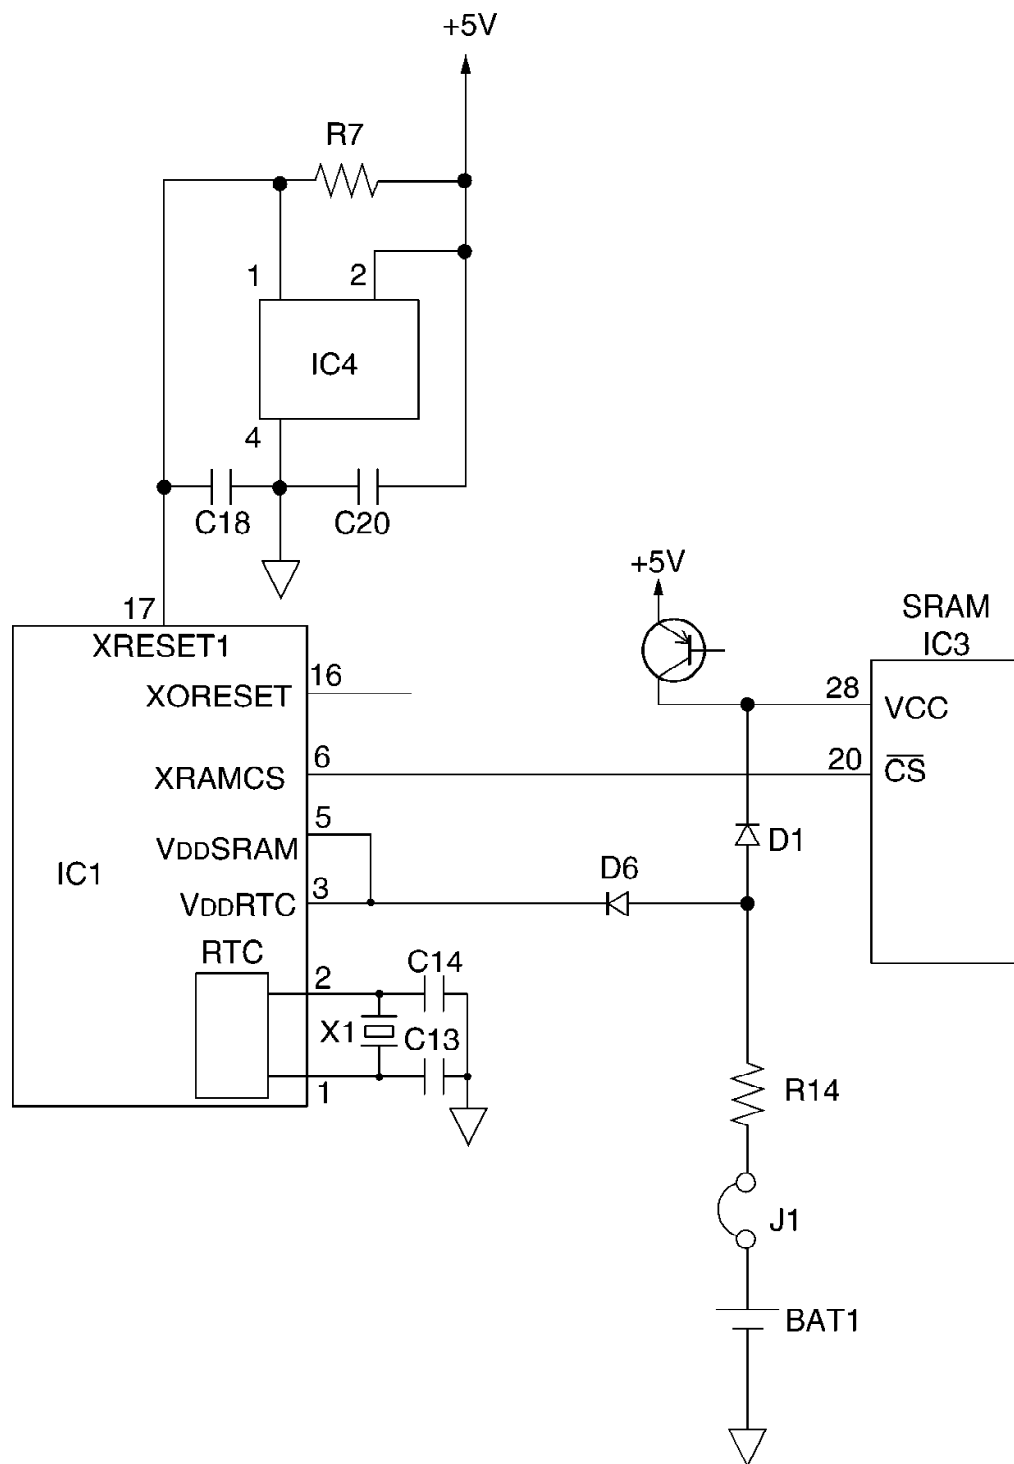 +5V
R7
1
2
IC4
4
C18
C20
+5V
17
SRAM
IC3
XRESET1
16
XORESET
28
VCC
6
20
XRAMCS
CS
5
VDDSRAM
D1
IC1
D6
3
VDDRTC
RTC
C14
2
X1
C13
1
R14
J1
BAT1